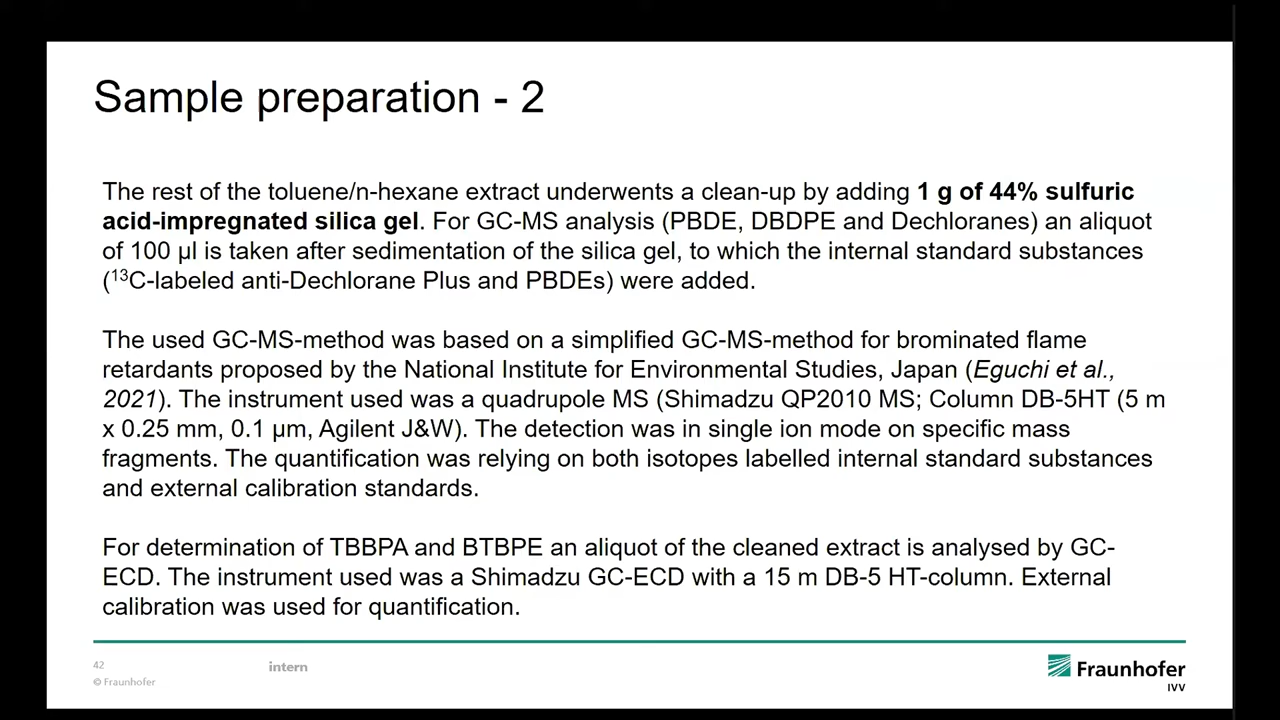 Sample preparation - 2
The rest of the toluene/n-hexane extract underwents a clean-up by adding 1 g of 44% sulfuric
acid-impregnated silica gel. For GC-MS analysis (PBDE, DBDPE and Dechloranes) an aliquot
of 100 µl is taken after sedimentation of the silica gel, to which the internal standard substances
(¹³C-labeled anti-Dechlorane Plus and PBDEs) were added.
The used GC-MS-method was based on a simplified GC-MS-method for brominated flame
retardants proposed by the National Institute for Environmental Studies, Japan (Eguchi et al.,
2021). The instrument used was a quadrupole MS (Shimadzu QP2010 MS; Column DB-5HT (5 m
x 0.25 mm, 0.1 µm, Agilent J&W). The detection was in single ion mode on specific mass
fragments. The quantification was relying on both isotopes labelled internal standard substances
and external calibration standards.
For determination of TBBPA and BTBPE an aliquot of the cleaned extract is analysed by GC-
ECD. The instrument used was a Shimadzu GC-ECD with a 15 m DB-5 HT-column. External
calibration was used for quantification.
42
intern
© Fraunhofer
Fraunhofer
IVV